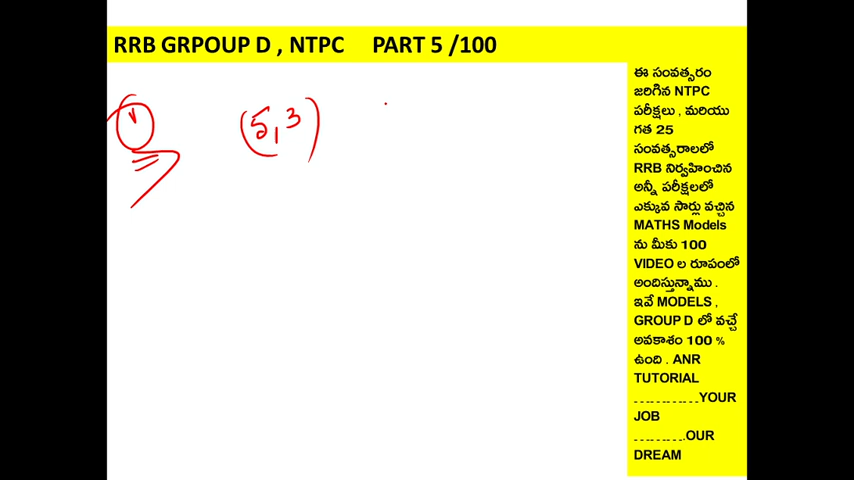 RRB GRPOUP D , NTPC PART 5 /100
(5,3)
ఈ సంవత్సరం
జరిగిన NTPC
పరీక్షలు , మరియు
గత 25
సంవత్సరాలలో
RRB నిర్వహించిన
అన్నీ పరీక్షలలో
ఎక్కువ సార్లు వచ్చిన
MATHS Models
ను మీకు 100
VIDEO ల రూపంలో
అందిస్తున్నాము .
ఇవే MODELS ,
GROUP D లో వచ్చే
అవకాశం 100 %
ఉంది . ANR
TUTORIAL
............YOUR
JOB
.........OUR
DREAM